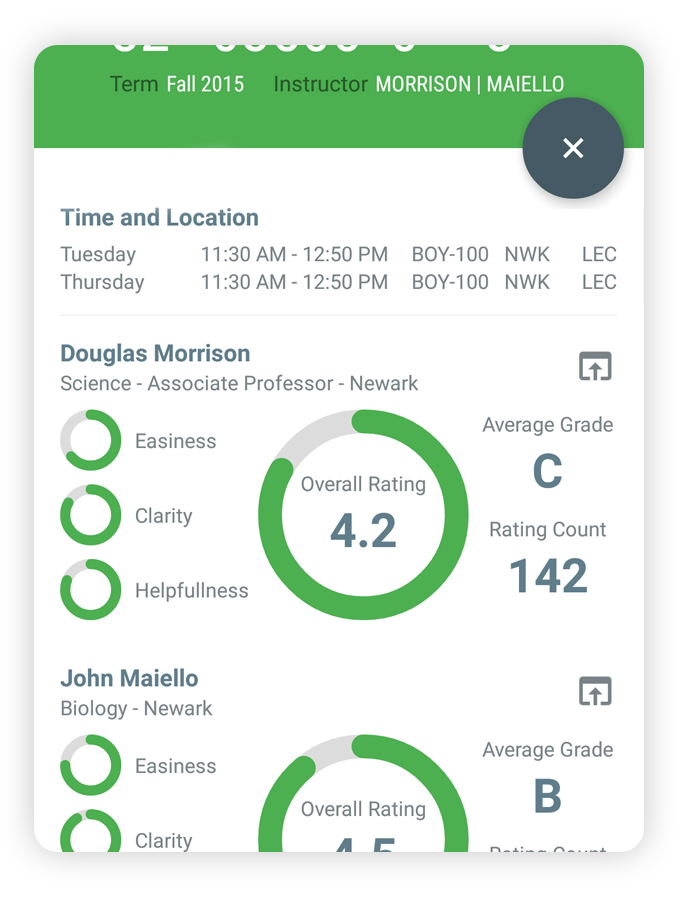 Term Fall 2015 Instructor MORRISON | MAIELLO
Time and Location
Tuesday 11:30 AM - 12:50 PM BOY-100 NWK LEC
Thursday 11:30 AM - 12:50 PM BOY-100 NWK LEC
Douglas Morrison
Science - Associate Professor - Newark
Easiness
Clarity
Helpfullness
Overall Rating
4.2
Average Grade
C
Rating Count
142
John Maiello
Biology - Newark
Easiness
Clarity
Overall Rating
4.5
Average Grade
B
Rating Count